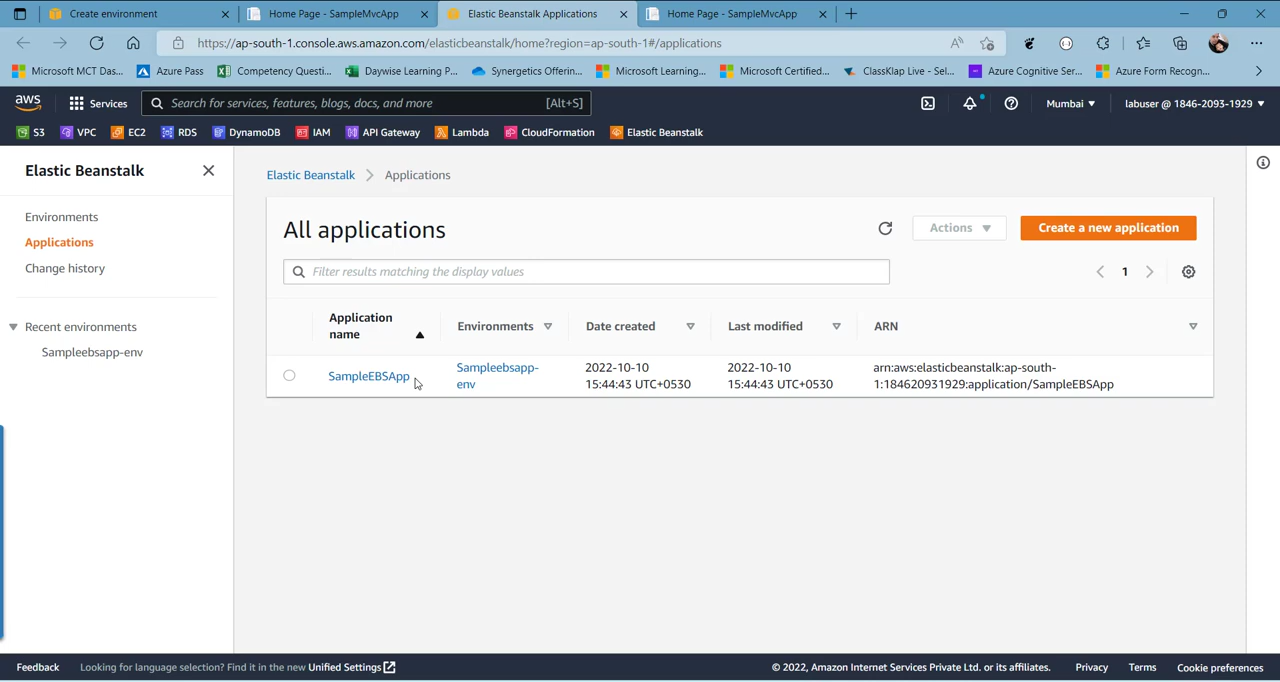 Create environment
Home Page - SampleMvcApp
Elastic Beanstalk Applications
Home Page - SampleMvcApp
https://ap-south-1.console.aws.amazon.com/elasticbeanstalk/home?region=ap-south-1#/applications
Microsoft MCT Das...
Azure Pass
Competency Questi...
Daywise Learning P...
Synergetics Offerin...
Microsoft Learning...
Microsoft Certified...
ClassKlap Live - Sel...
Azure Cognitive Ser...
Azure Form Recogn...
aws
Services
Search for services, features, blogs, docs, and more
[Alt+S]
Mumbai
labuser @ 1846-2093-1929
S3
VPC
EC2
RDS
DynamoDB
IAM
API Gateway
Lambda
CloudFormation
Elastic Beanstalk
Elastic Beanstalk
Environments
Applications
Change history
Recent environments
Sampleebsapp-env
Elastic Beanstalk
Applications
All applications
Actions
Create a new application
Filter results matching the display values
1
Application
name
Environments
Date created
Last modified
ARN
SampleEBSApp
Sampleebsapp-
env
2022-10-10
15:44:43 UTC+0530
2022-10-10
15:44:43 UTC+0530
arn:aws:elasticbeanstalk:ap-south-
1:184620931929:application/SampleEBSApp
Feedback
Looking for language selection? Find it in the new Unified Settings
© 2022, Amazon Internet Services Private Ltd. or its affiliates.
Privacy
Terms
Cookie preferences